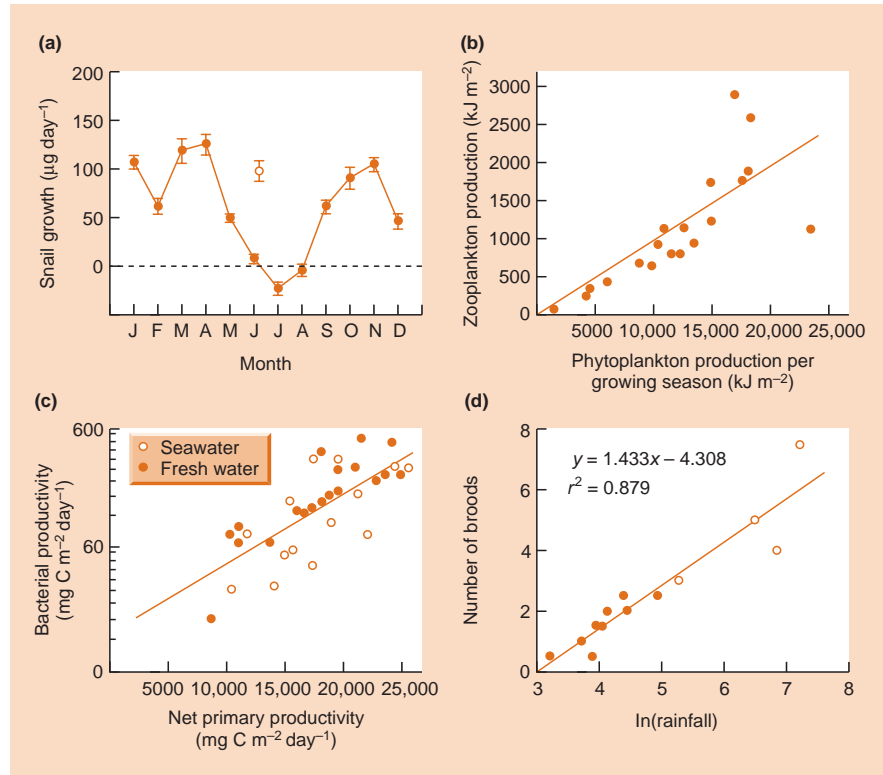 (a)
200
150
100
50
0
Snail growth (µg day⁻¹)
J F M A M J J A S O N D
Month
(b)
3000
2500
2000
1500
1000
500
0
Zooplankton production (kJ m⁻²)
5000 10,000 15,000 20,000 25,000
Phytoplankton production per
growing season (kJ m⁻²)
(c)
600
60
0
Bacterial productivity
(mg C m⁻² day⁻¹)
Seawater
Fresh water
5000 10,000 15,000 20,000 25,000
Net primary productivity
(mg C m⁻² day⁻¹)
(d)
8
6
4
2
0
Number of broods
y = 1.433x – 4.308
r² = 0.879
3 4 5 6 7 8
In(rainfall)